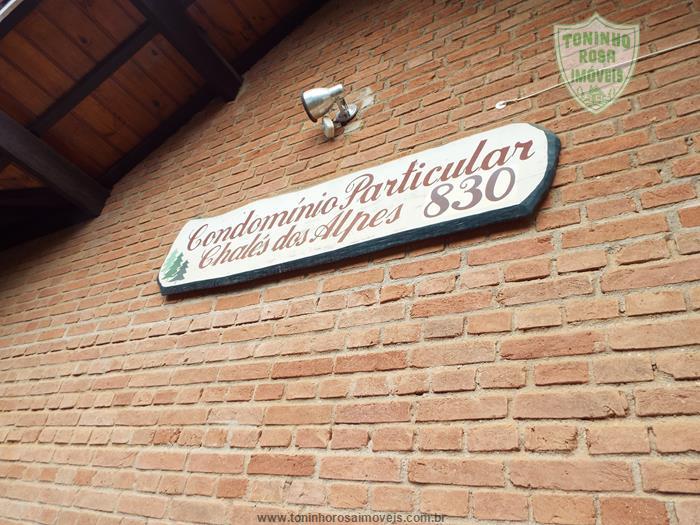 TONINHO
ROSA
IMÓVEIS
Condomínio Particular
Chalés dos Alpes 830
www.toninhorosaimoveis.com.br